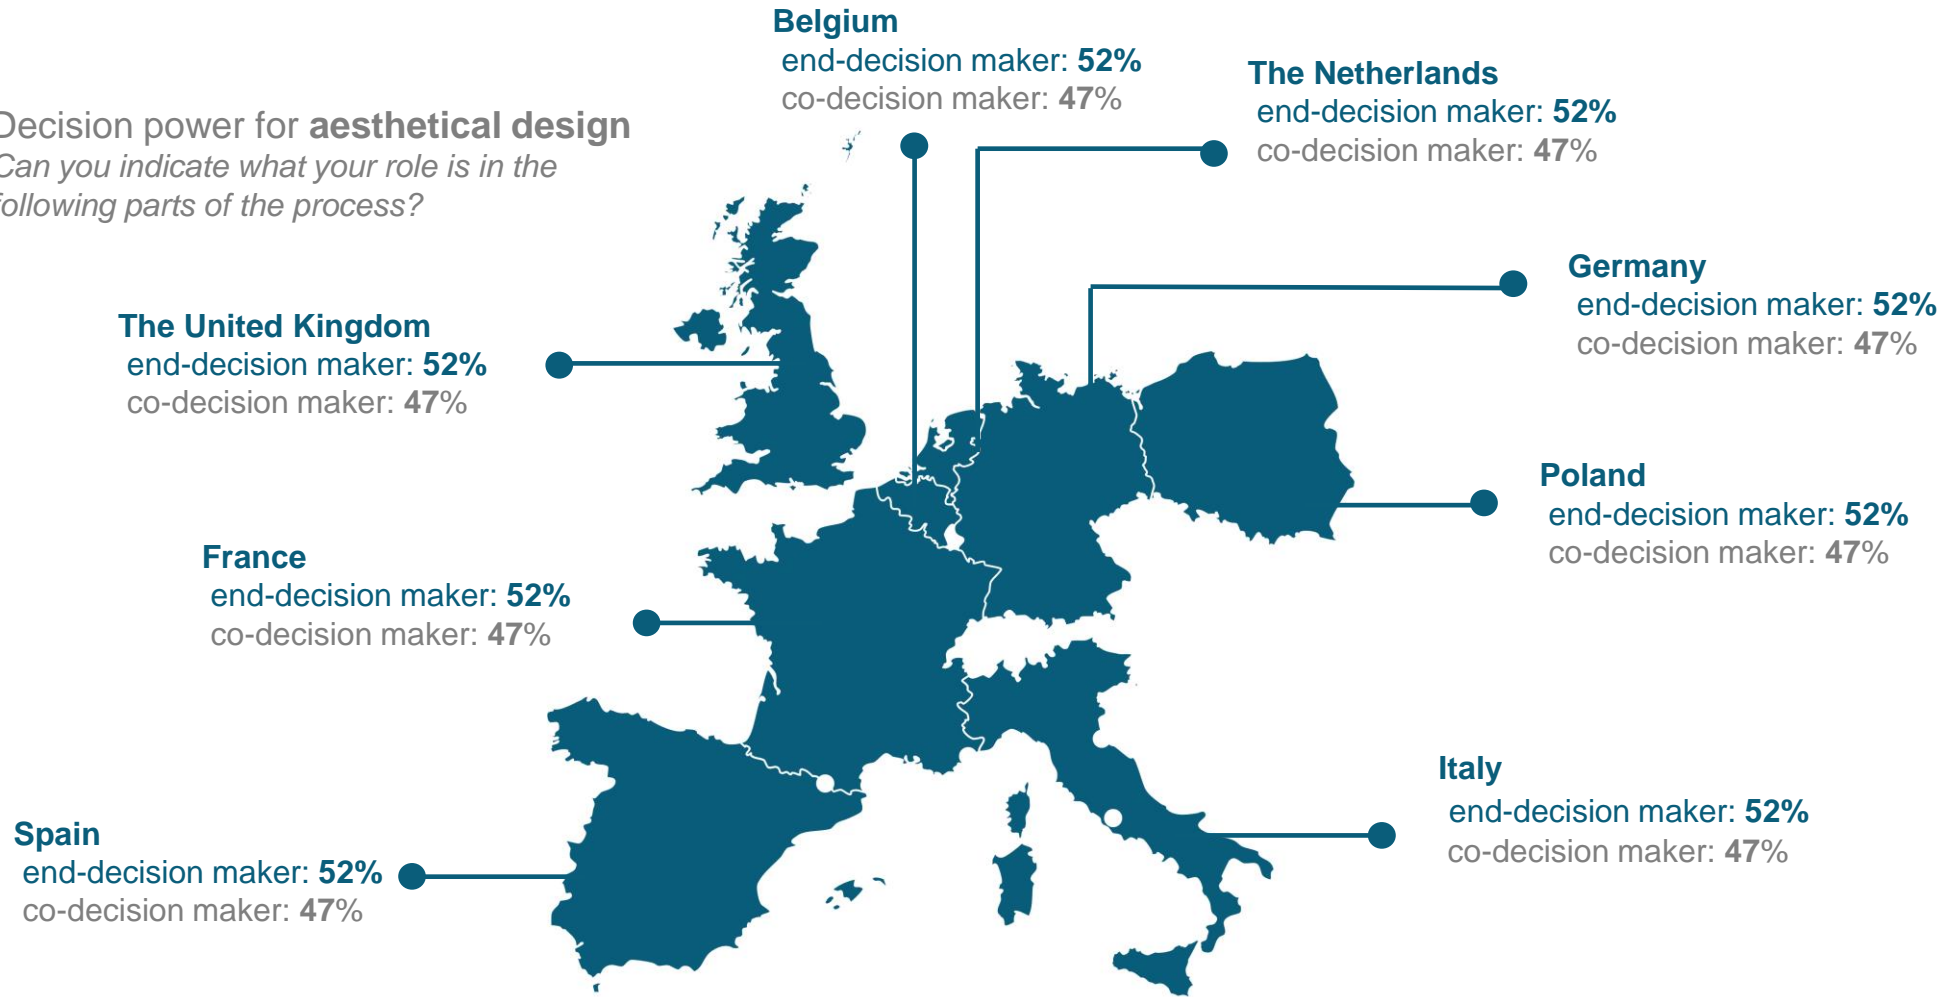 Belgium
end-decision maker: 52%
co-decision maker: 47%
The Netherlands
end-decision maker: 52%
co-decision maker: 47%
Decision power for aesthetical design
Can you indicate what your role is in the
following parts of the process?
Germany
end-decision maker: 52%
co-decision maker: 47%
The United Kingdom
end-decision maker: 52%
co-decision maker: 47%
Poland
end-decision maker: 52%
co-decision maker: 47%
France
end-decision maker: 52%
co-decision maker: 47%
Italy
end-decision maker: 52%
co-decision maker: 47%
Spain
end-decision maker: 52%
co-decision maker: 47%